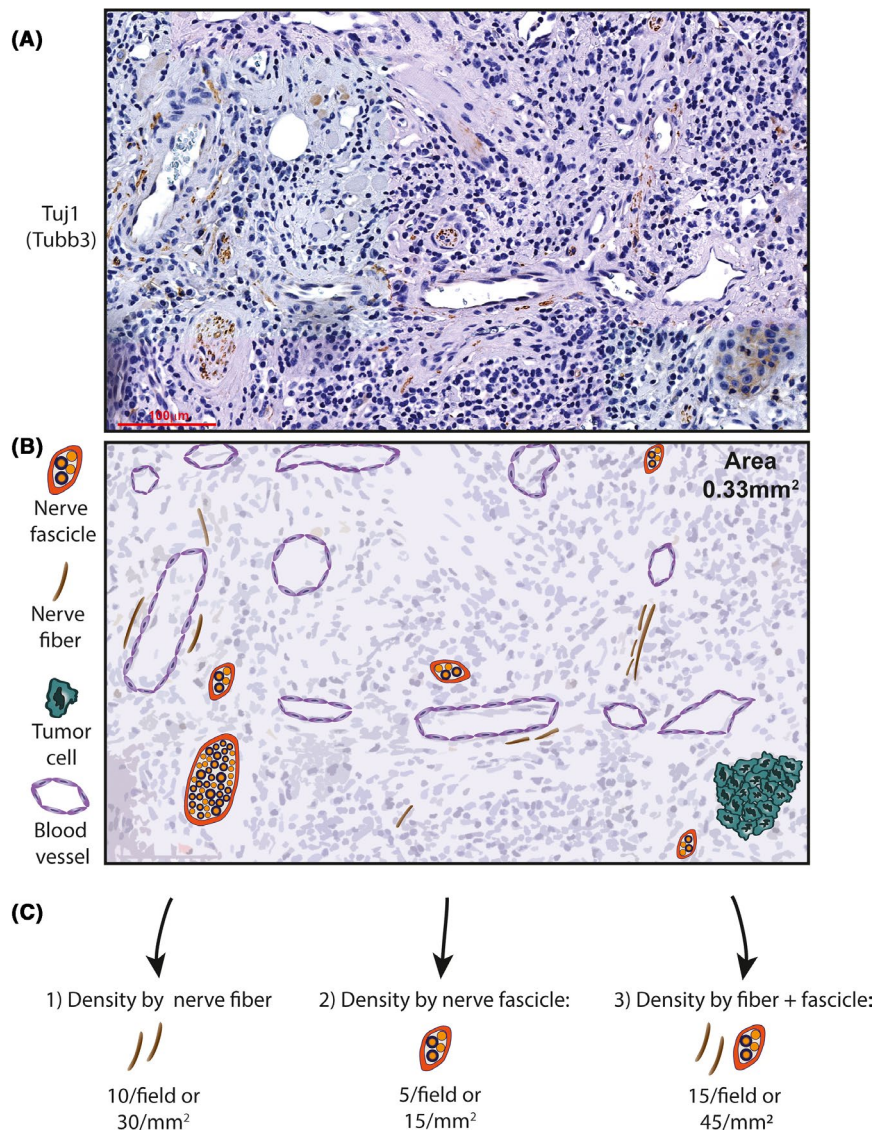 (A)
Tuj1
(Tubb3)
100µm
(B)
Area
0.33mm²
Nerve
fascicle
Nerve
fiber
Tumor
cell
Blood
vessel
(C)
1) Density by nerve fiber
10/field or
30/mm²
2) Density by nerve fascicle:
5/field or
15/mm²
3) Density by fiber + fascicle:
15/field or
45/mm²